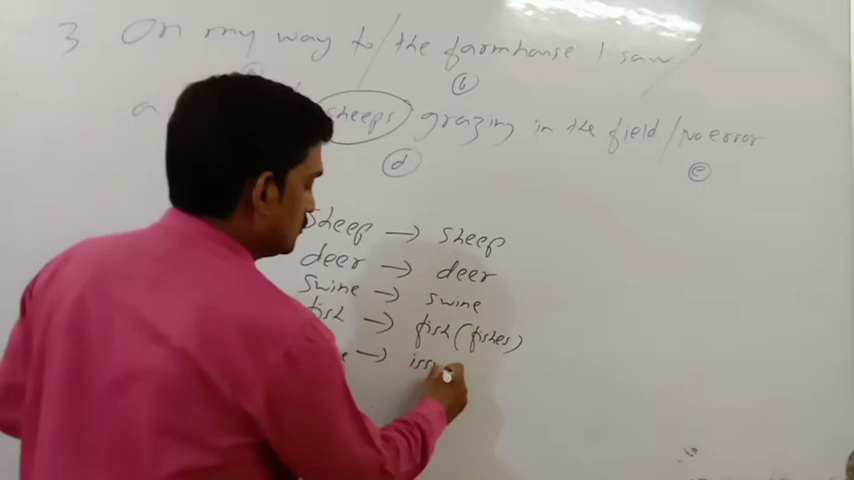 3 On my way to / the farmhouse I saw /
b
a sheeps grazing in the field / No error
d e
sheep → sheep
deer → deer
swine → swine
fish → fish (fishes)
→